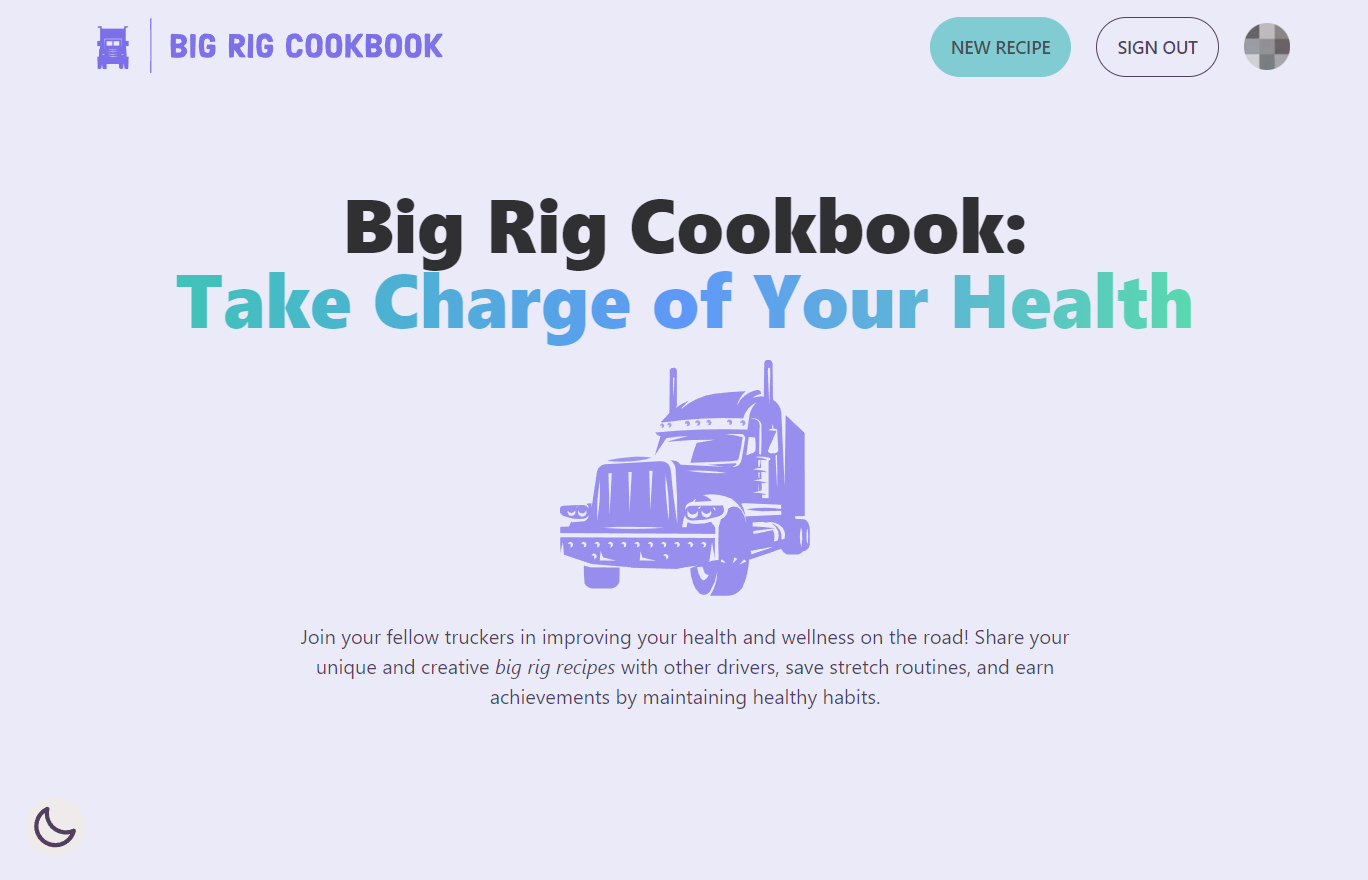 BIG RIG COOKBOOK
NEW RECIPE
SIGN OUT
Big Rig Cookbook:
Take Charge of Your Health
Join your fellow truckers in improving your health and wellness on the road! Share your
unique and creative big rig recipes with other drivers, save stretch routines, and earn
achievements by maintaining healthy habits.